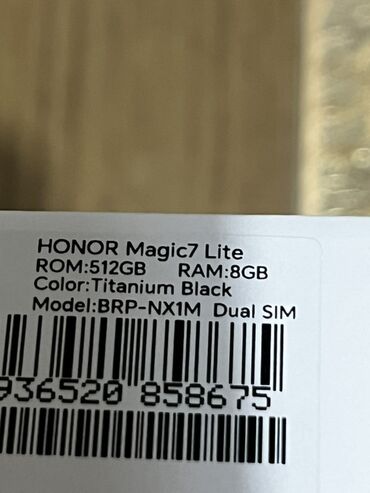 HONOR Magic7 Lite
ROM:512GB RAM:8GB
Color:Titanium Black
Model:BRP-NX1M Dual SIM
936520 858675